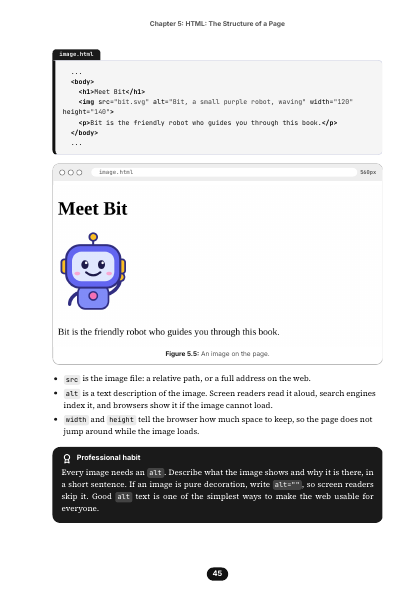 Chapter 5: HTML: The Structure of a Page
image.html
...
<body>
<h1>Meet Bit</h1>
<img src="bit.svg" alt="Bit, a small purple robot, waving" width="120"
height="140">
<p>Bit is the friendly robot who guides you through this book.</p>
</body>
...
image.html 560px
Meet Bit
Bit is the friendly robot who guides you through this book.
Figure 5.5: An image on the page.
• src is the image file: a relative path, or a full address on the web.
• alt is a text description of the image. Screen readers read it aloud, search engines
index it, and browsers show it if the image cannot load.
• width and height tell the browser how much space to keep, so the page does not
jump around while the image loads.
Professional habit
Every image needs an alt. Describe what the image shows and why it is there, in
a short sentence. If an image is pure decoration, write alt="", so screen readers
skip it. Good alt text is one of the simplest ways to make the web usable for
everyone.
45